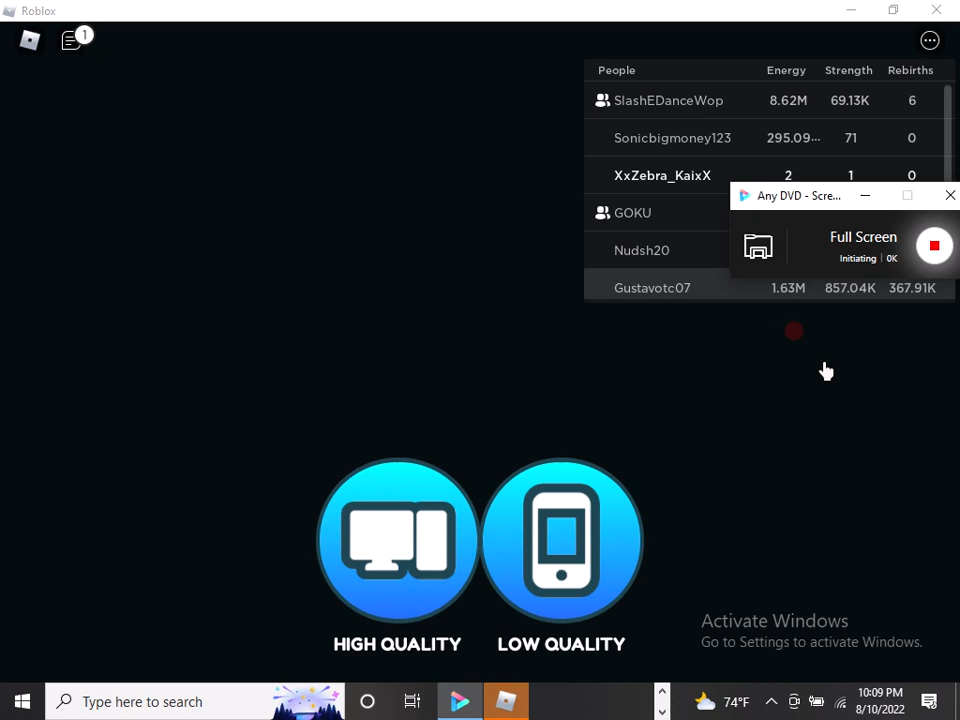 Roblox
1
People Energy Strength Rebirths
SlashEDanceWop 8.62M 69.13K 6
Sonicbigmoney123 295.09··· 71 0
XxZebra_KaixX 2 1 0
Any DVD - Scre...
GOKU
Full Screen
Initiating | 0K
Nudsh20
Gustavotc07 1.63M 857.04K 367.91K
HIGH QUALITY LOW QUALITY
Activate Windows
Go to Settings to activate Windows.
Type here to search
74°F
10:09 PM
8/10/2022